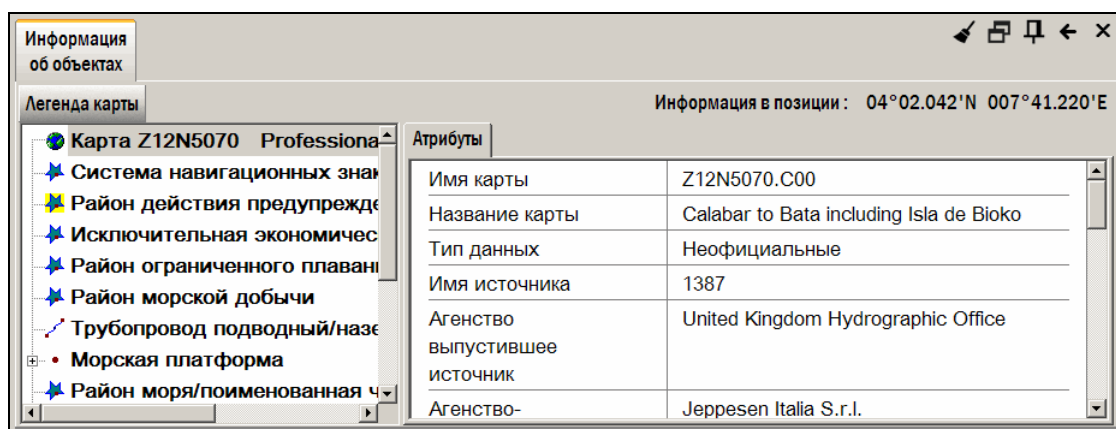 Информация
об объектах
Легенда карты
Информация в позиции : 04°02.042'N 007°41.220'E
Карта Z12N5070 Professiona
Система навигационных знак
Район действия предупрежде
Исключительная экономичес
Район ограниченного плавани
Район морской добычи
Трубопровод подводный/назе
Морская платформа
Район моря/поименованная ч
Атрибуты
Имя карты Z12N5070.C00
Название карты Calabar to Bata including Isla de Bioko
Тип данных Неофициальные
Имя источника 1387
Агенство United Kingdom Hydrographic Office
выпустившее
источник
Агенство- Jeppesen Italia S.r.l.